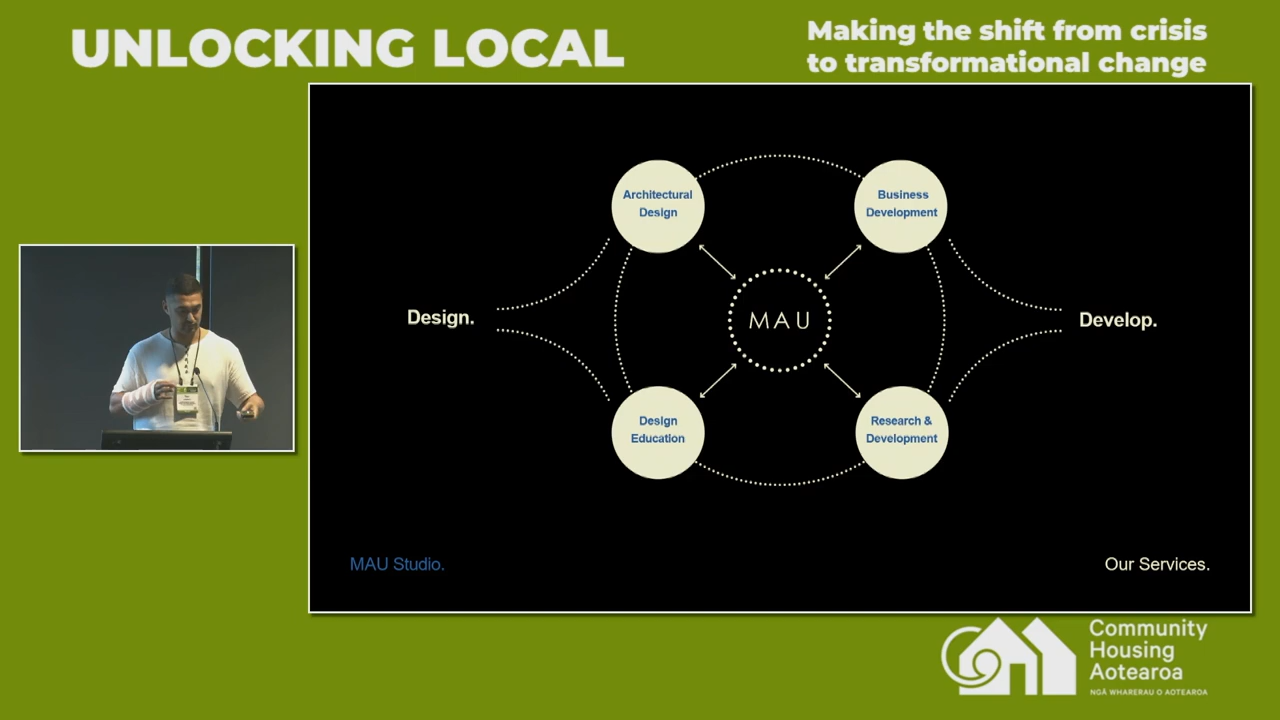 UNLOCKING LOCAL
Making the shift from crisis
to transformational change
Architectural
Design
Business
Development
Design.
MAU
Develop.
Design
Education
Research &
Development
MAU Studio.
Our Services.
Community
Housing
Aotearoa
NGĀ WHARERAU O AOTEAROA